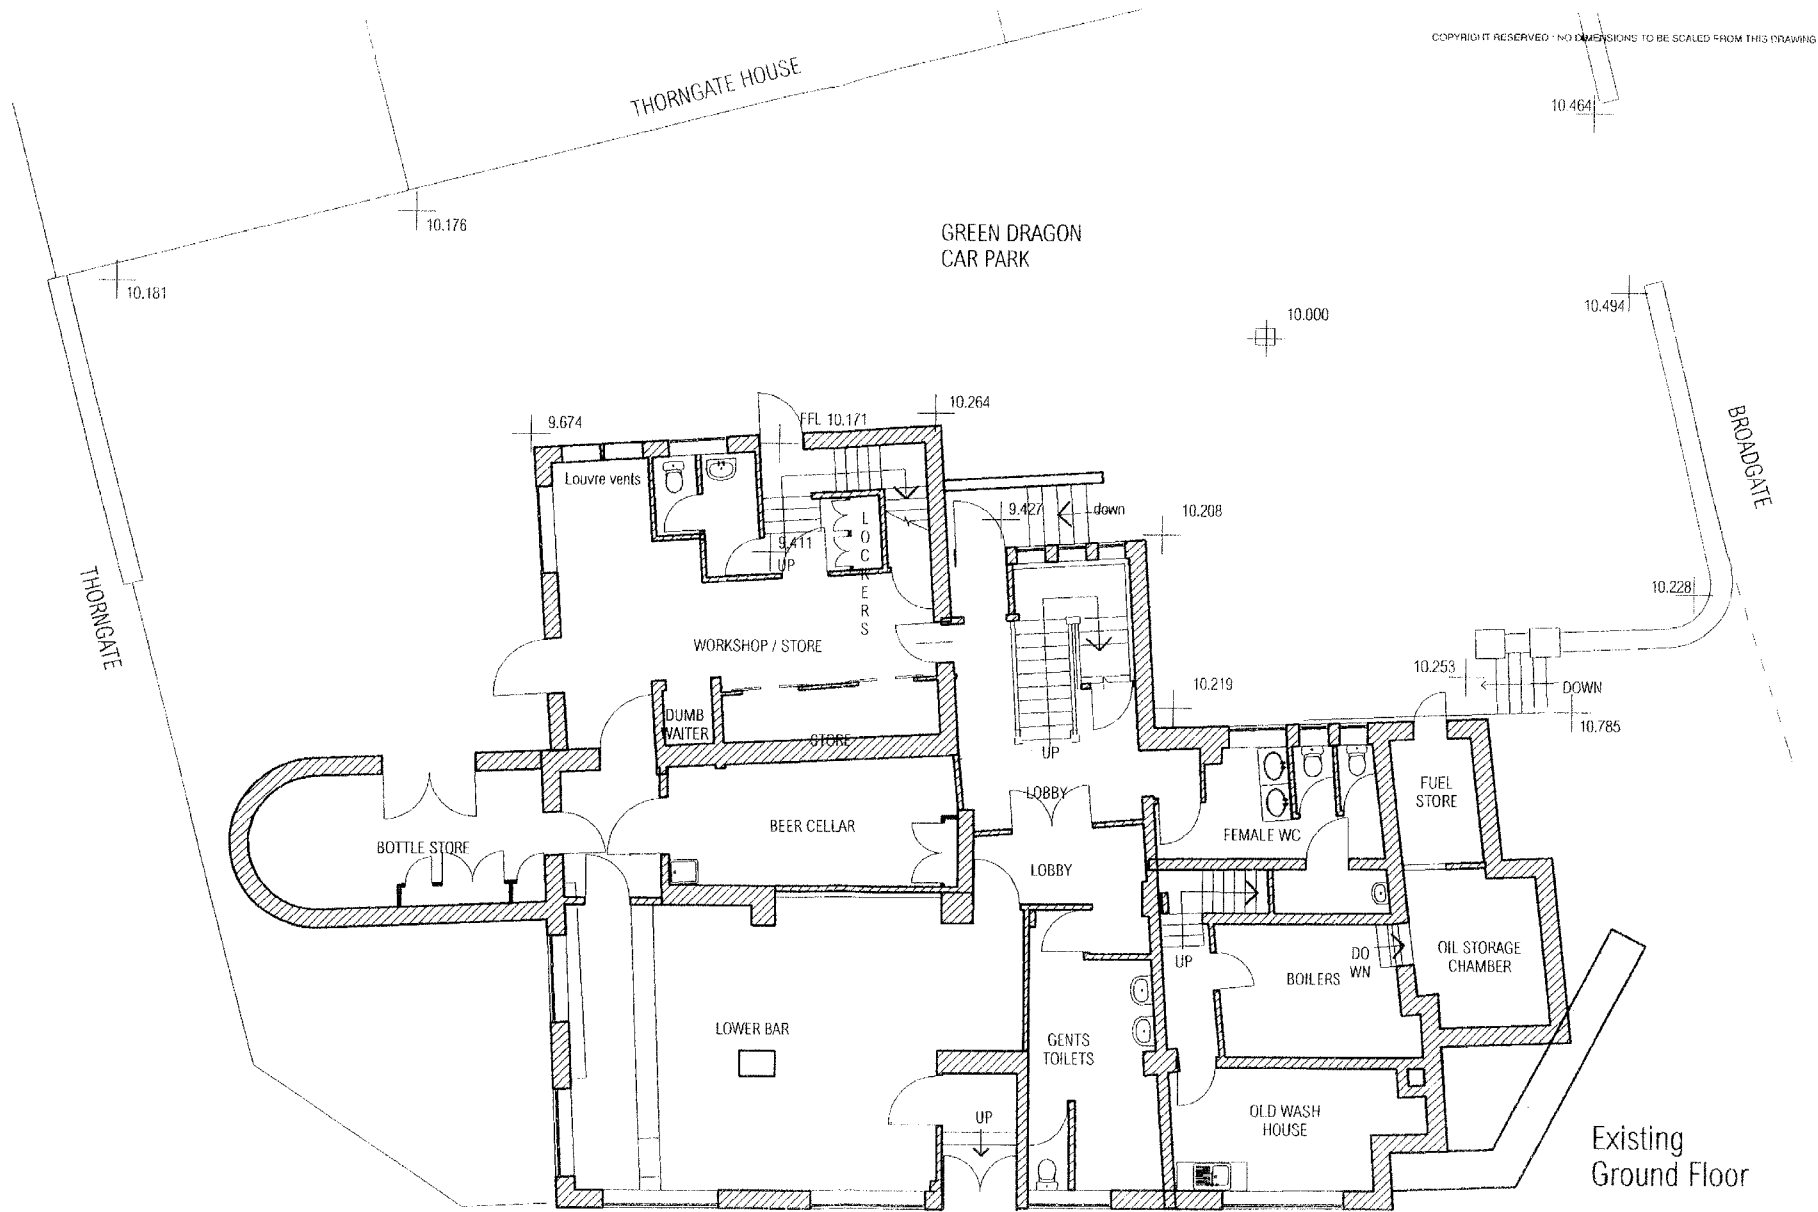 COPYRIGHT RESERVED : NO DIMENSIONS TO BE SCALED FROM THIS DRAWING
THORNGATE HOUSE
10.464
10.176
GREEN DRAGON
CAR PARK
10.181
10.494
10.000
BROADGATE
10.264
9.674
FFL 10.171
Louvre vents
9.427
down
10.208
LOCKERS
9.411
UP
THORNGATE
10.228
WORKSHOP / STORE
10.253
DOWN
10.219
10.785
DUMB
WAITER
STORE
UP
LOBBY
FUEL
STORE
BEER CELLAR
FEMALE WC
BOTTLE STORE
LOBBY
UP
DO
WN
OIL STORAGE
CHAMBER
BOILERS
LOWER BAR
GENTS
TOILETS
UP
OLD WASH
HOUSE
Existing
Ground Floor